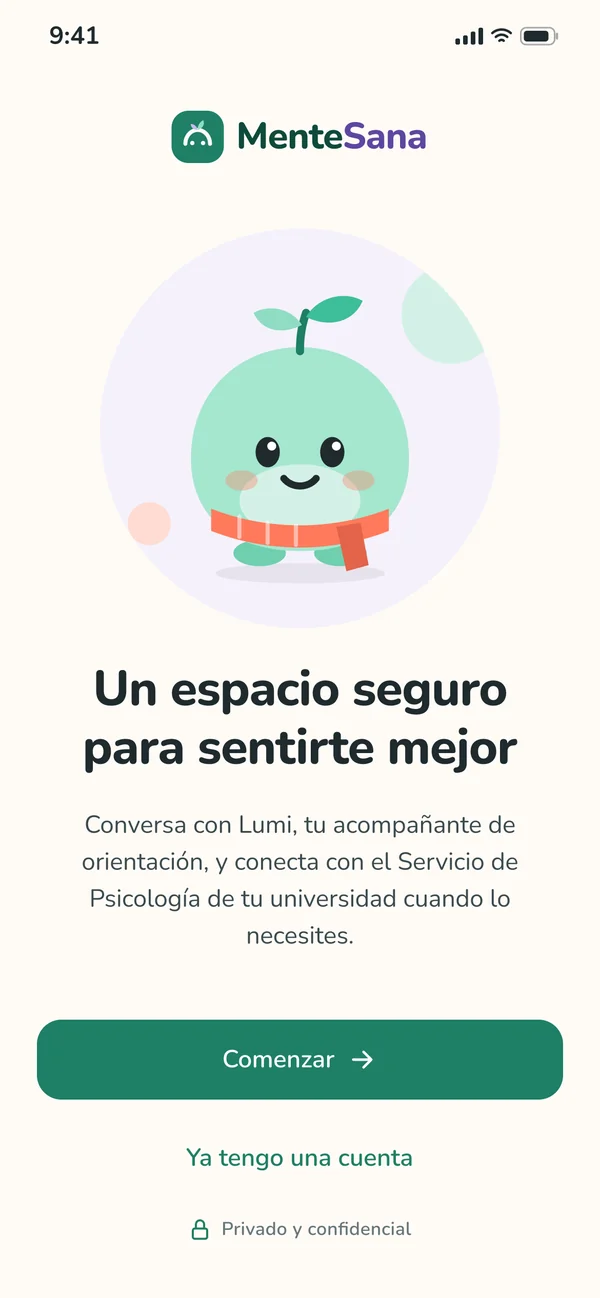 9:41
MenteSana
Un espacio seguro
para sentirte mejor
Conversa con Lumi, tu acompañante de
orientación, y conecta con el Servicio de
Psicología de tu universidad cuando lo
necesites.
Comenzar →
Ya tengo una cuenta
Privado y confidencial